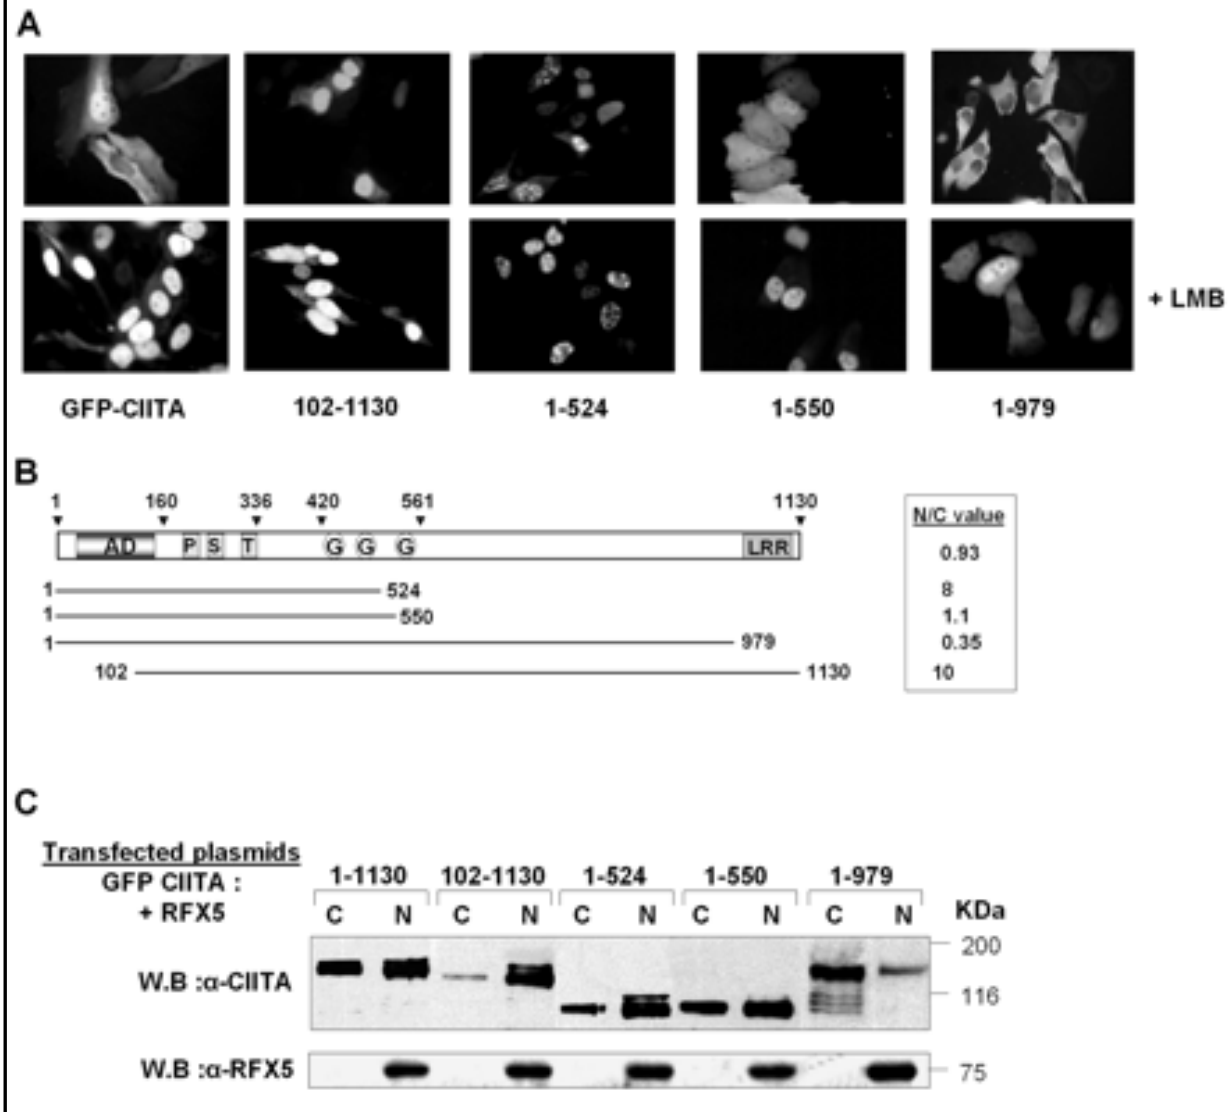 A
+ LMB
GFP-CIITA 102-1130 1-524 1-550 1-979
B
1 160 336 420 561 1130
N/C value
AD P S T G G G LRR
0.93
1 524 8
1 550 1.1
1 979 0.35
102 1130 10
C
Transfected plasmids
GFP CIITA : 1-1130 102-1130 1-524 1-550 1-979
+ RFX5 C N C N C N C N C N KDa
200
W.B :α-CIITA
116
W.B :α-RFX5 75